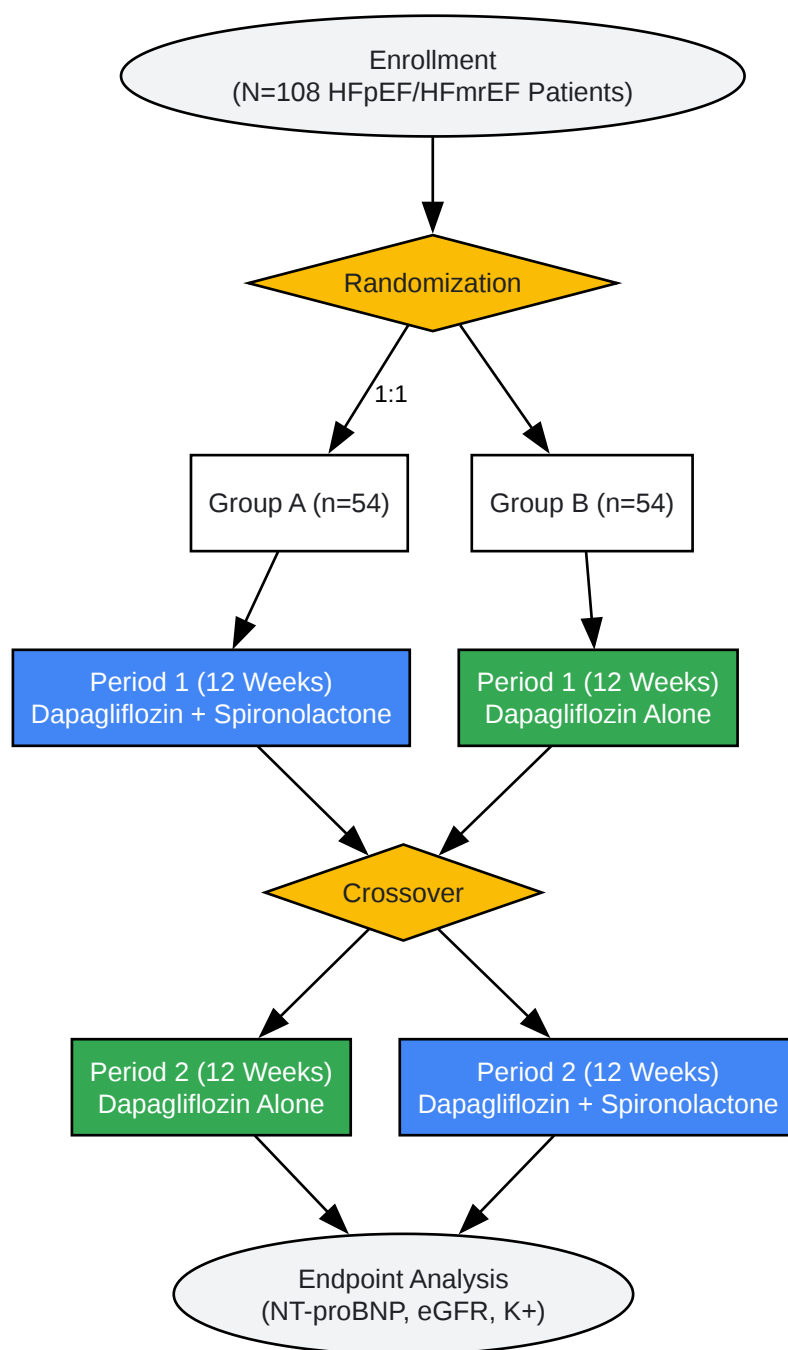 Enrollment
(N=108 HFpEF/HFmrEF Patients)
Randomization
1:1
Group A (n=54)
Group B (n=54)
Period 1 (12 Weeks)
Dapagliflozin + Spironolactone
Period 1 (12 Weeks)
Dapagliflozin Alone
Crossover
Period 2 (12 Weeks)
Dapagliflozin Alone
Period 2 (12 Weeks)
Dapagliflozin + Spironolactone
Endpoint Analysis
(NT-proBNP, eGFR, K+)